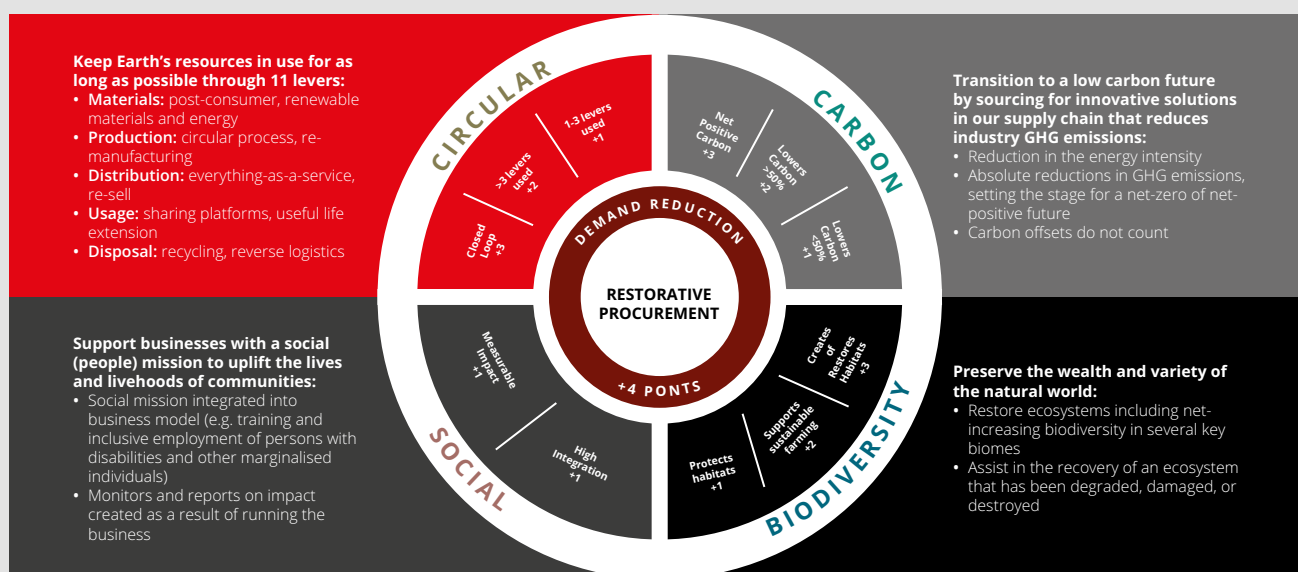 Keep Earth's resources in use for as
long as possible through 11 levers:
• Materials: post-consumer, renewable
materials and energy
• Production: circular process, re-
manufacturing
• Distribution: everything-as-a-service,
re-sell
• Usage: sharing platforms, useful life
extension
• Disposal: recycling, reverse logistics
CIRCULAR
1-3 levers
used
+1
>3 levers
used
+2
Closed
Loop
+3
CARBON
Net
Positive
Carbon
+3
Lowers
Carbon
>50%
+2
Lowers
Carbon
<50%
+1
Transition to a low carbon future
by sourcing for innovative solutions
in our supply chain that reduces
industry GHG emissions:
• Reduction in the energy intensity
• Absolute reductions in GHG emissions,
setting the stage for a net-zero of net-
positive future
• Carbon offsets do not count
DEMAND REDUCTION
RESTORATIVE
PROCUREMENT
+4 PONTS
Support businesses with a social
(people) mission to uplift the lives
and livehoods of communities:
• Social mission integrated into
business model (e.g. training and
inclusive employment of persons with
disabilities and other marginalised
individuals)
• Monitors and reports on impact
created as a result of running the
business
SOCIAL
Measurable
Impact
+1
High
Integration
+1
BIODIVERSITY
Creates
of
Restores
Habitats
+3
Supports
sustainable
farming
+2
Protects
habitats
+1
Preserve the wealth and variety of
the natural world:
• Restore ecosystems including net-
increasing biodiversity in several key
biomes
• Assist in the recovery of an ecosystem
that has been degraded, damaged, or
destroyed